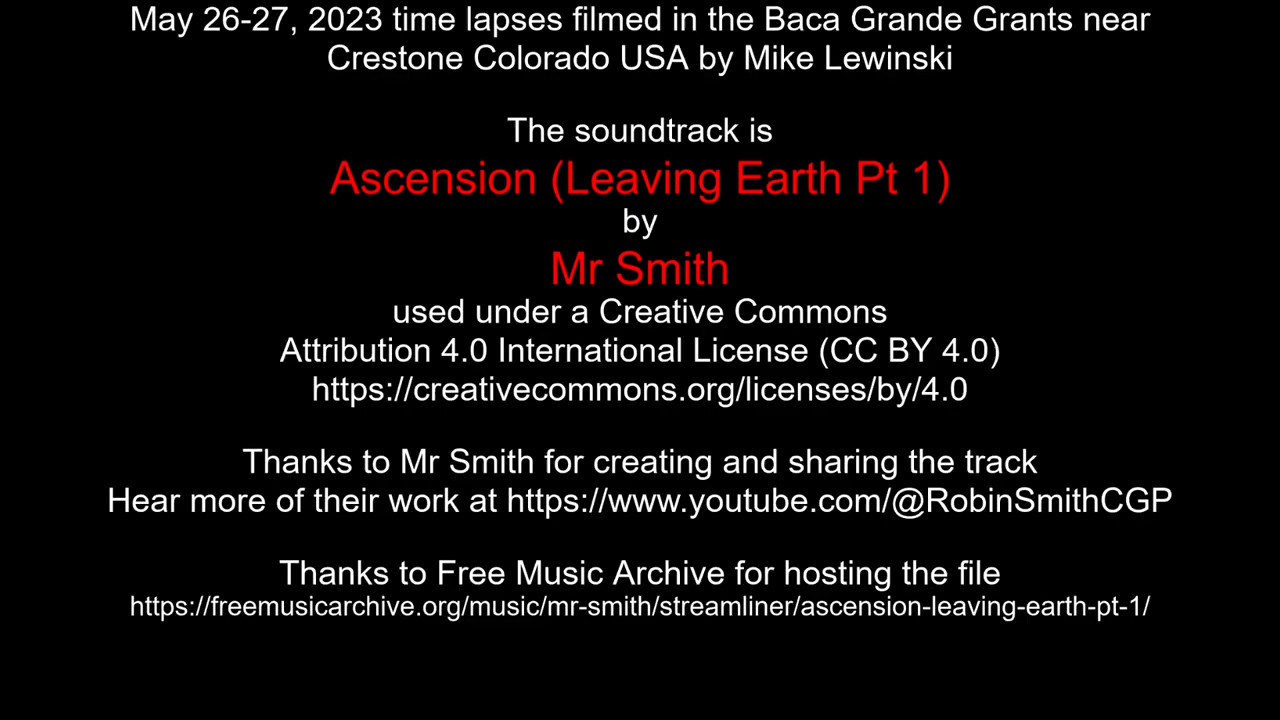 May 26-27, 2023 time lapses filmed in the Baca Grande Grants near
Crestone Colorado USA by Mike Lewinski
The soundtrack is
Ascension (Leaving Earth Pt 1)
by
Mr Smith
used under a Creative Commons
Attribution 4.0 International License (CC BY 4.0)
https://creativecommons.org/licenses/by/4.0
Thanks to Mr Smith for creating and sharing the track
Hear more of their work at https://www.youtube.com/@RobinSmithCGP
Thanks to Free Music Archive for hosting the file
https://freemusicarchive.org/music/mr-smith/streamliner/ascension-leaving-earth-pt-1/